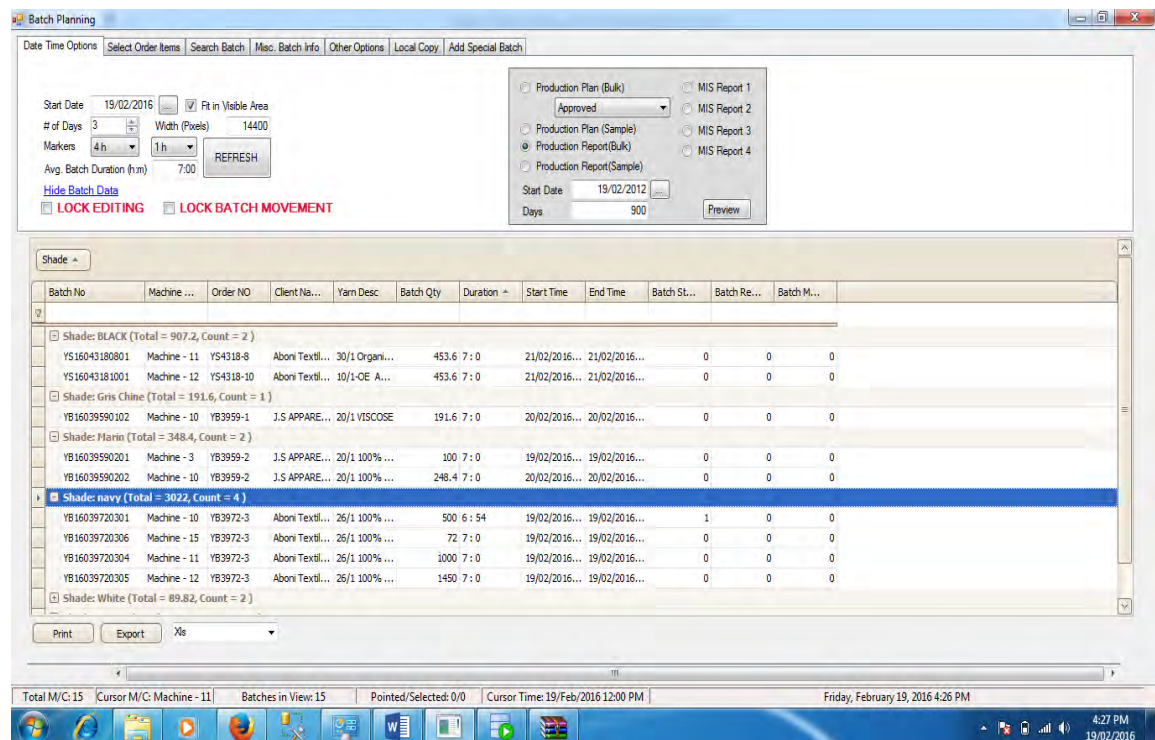 Batch Planning
Date Time Options Select Order Items Search Batch Misc. Batch Info Other Options Local Copy Add Special Batch
Start Date 19/02/2016 ... Fit in Visible Area
# of Days 3 Width (Pixels) 14400
Markers 4 h 1 h REFRESH
Avg. Batch Duration (h:m) 7:00
Hide Batch Data
LOCK EDITING LOCK BATCH MOVEMENT
Production Plan (Bulk) MIS Report 1
Approved MIS Report 2
Production Plan (Sample) MIS Report 3
Production Report(Bulk) MIS Report 4
Production Report(Sample)
Start Date 19/02/2012 ...
Days 900 Preview
Shade
Batch No Machine ... Order NO Client Na... Yarn Desc Batch Qty Duration Start Time End Time Batch St... Batch Re... Batch M...
Shade: BLACK (Total = 907.2, Count = 2 )
YS16043180801 Machine - 11 YS4318-8 Aboni Textil... 30/1 Organi... 453.6 7 : 0 21/02/2016... 21/02/2016... 0 0 0
YS16043181001 Machine - 12 YS4318-10 Aboni Textil... 10/1-OE A... 453.6 7 : 0 21/02/2016... 21/02/2016... 0 0 0
Shade: Gris Chine (Total = 191.6, Count = 1 )
YB16039590102 Machine - 10 YB3959-1 J.S APPARE... 20/1 VISCOSE 191.6 7 : 0 20/02/2016... 20/02/2016... 0 0 0
Shade: Marin (Total = 348.4, Count = 2 )
YB16039590201 Machine - 3 YB3959-2 J.S APPARE... 20/1 100% ... 100 7 : 0 19/02/2016... 19/02/2016... 0 0 0
YB16039590202 Machine - 10 YB3959-2 J.S APPARE... 20/1 100% ... 248.4 7 : 0 20/02/2016... 20/02/2016... 0 0 0
Shade: navy (Total = 3022, Count = 4 )
YB16039720301 Machine - 10 YB3972-3 Aboni Textil... 26/1 100% ... 500 6 : 54 19/02/2016... 19/02/2016... 1 0 0
YB16039720306 Machine - 15 YB3972-3 Aboni Textil... 26/1 100% ... 72 7 : 0 19/02/2016... 19/02/2016... 0 0 0
YB16039720304 Machine - 11 YB3972-3 Aboni Textil... 26/1 100% ... 1000 7 : 0 19/02/2016... 19/02/2016... 0 0 0
YB16039720305 Machine - 12 YB3972-3 Aboni Textil... 26/1 100% ... 1450 7 : 0 19/02/2016... 19/02/2016... 0 0 0
Shade: White (Total = 89.82, Count = 2 )
Print Export Xls
Total M/C: 15 Cursor M/C: Machine - 11 Batches in View: 15 Pointed/Selected: 0/0 Cursor Time: 19/Feb/2016 12:00 PM Friday, February 19, 2016 4:26 PM
4:27 PM
19/02/2016